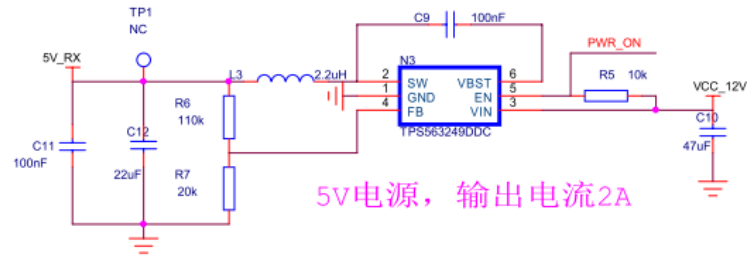 TP1
NC
C9
100nF
PWR_ON
5V_RX
L3
2.2uH
N3
2
SW
VBST
6
1
GND
EN
5
4
FB
VIN
3
TPS563249DDC
R5
10k
VCC_12V
R6
110k
C10
47uF
C11
100nF
C12
22uF
R7
20k
5V电源，输出电流2A